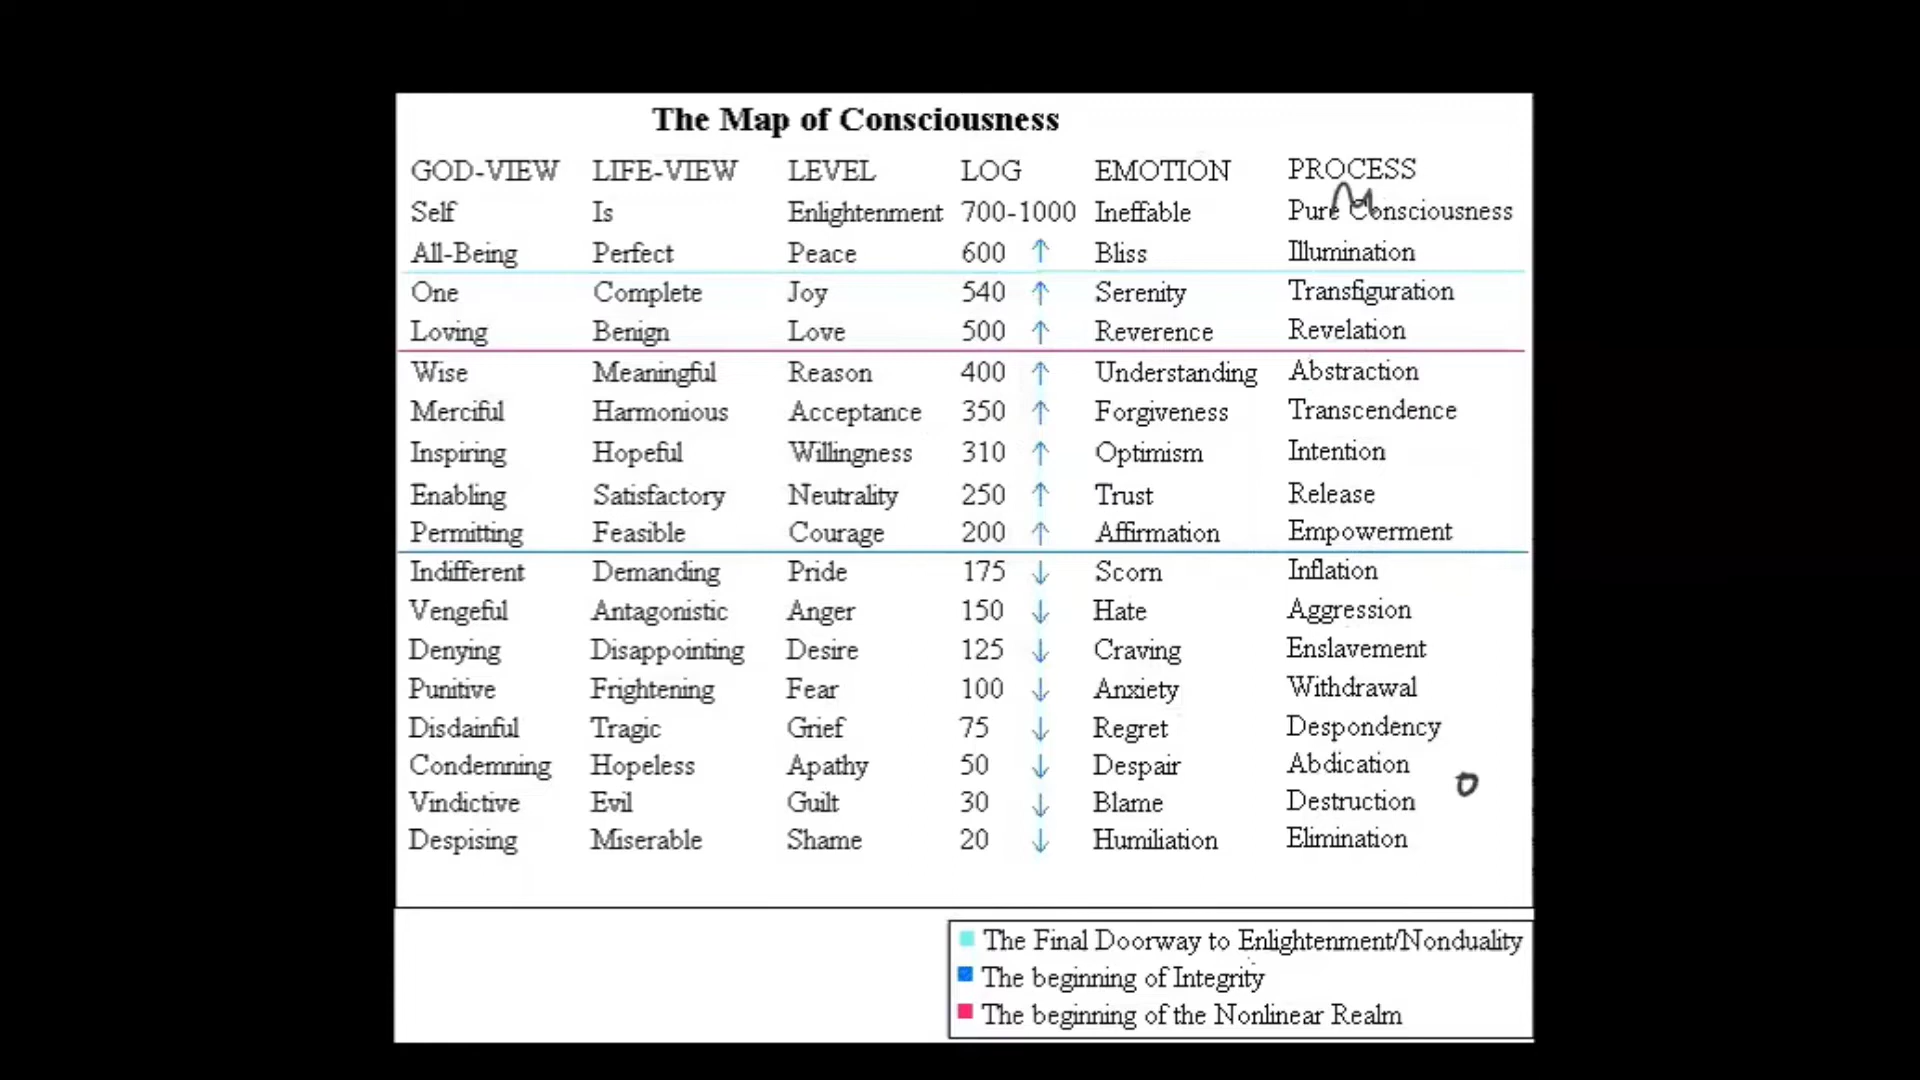 The Map of Consciousness
GOD-VIEW LIFE-VIEW LEVEL LOG EMOTION PROCESS
Self Is Enlightenment 700-1000 Ineffable Pure Consciousness
All-Being Perfect Peace 600 ↑ Bliss Illumination
One Complete Joy 540 ↑ Serenity Transfiguration
Loving Benign Love 500 ↑ Reverence Revelation
Wise Meaningful Reason 400 ↑ Understanding Abstraction
Merciful Harmonious Acceptance 350 ↑ Forgiveness Transcendence
Inspiring Hopeful Willingness 310 ↑ Optimism Intention
Enabling Satisfactory Neutrality 250 ↑ Trust Release
Permitting Feasible Courage 200 ↑ Affirmation Empowerment
Indifferent Demanding Pride 175 ↓ Scorn Inflation
Vengeful Antagonistic Anger 150 ↓ Hate Aggression
Denying Disappointing Desire 125 ↓ Craving Enslavement
Punitive Frightening Fear 100 ↓ Anxiety Withdrawal
Disdainful Tragic Grief 75 ↓ Regret Despondency
Condemning Hopeless Apathy 50 ↓ Despair Abdication
Vindictive Evil Guilt 30 ↓ Blame Destruction
Despising Miserable Shame 20 ↓ Humiliation Elimination
The Final Doorway to Enlightenment/Nonduality
The beginning of Integrity
The beginning of the Nonlinear Realm